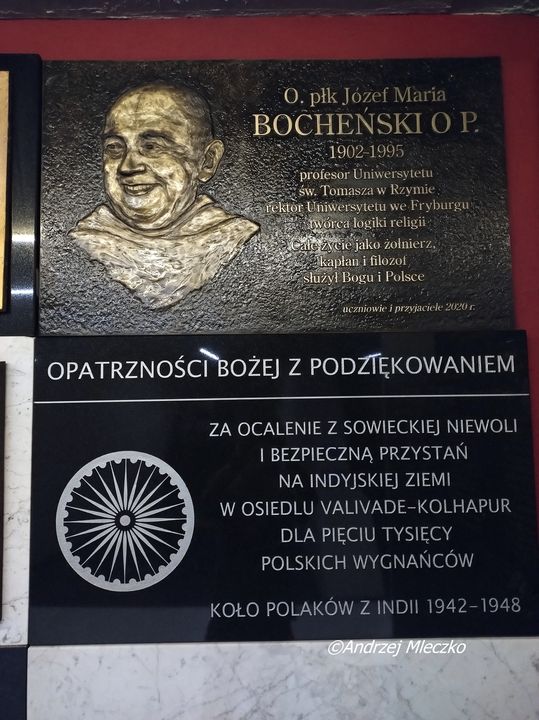 O. płk Józef Maria
BOCHEŃSKI O P.
1902-1995
profesor Uniwersytetu
św. Tomasza w Rzymie
rektor Uniwersytetu we Fryburgu
twórca logiki religii
Całe życie jako żołnierz,
kapłan i filozof
służył Bogu i Polsce
uczniowie i przyjaciele 2020 r.
OPATRZNOŚCI BOŻEJ Z PODZIĘKOWANIEM
ZA OCALENIE Z SOWIECKIEJ NIEWOLI
I BEZPIECZNĄ PRZYSTAŃ
NA INDYJSKIEJ ZIEMI
W OSIEDLU VALIVADE-KOLHAPUR
DLA PIĘCIU TYSIĘCY
POLSKICH WYGNAŃCÓW
KOŁO POLAKÓW Z INDII 1942-1948
©Andrzej Mleczko